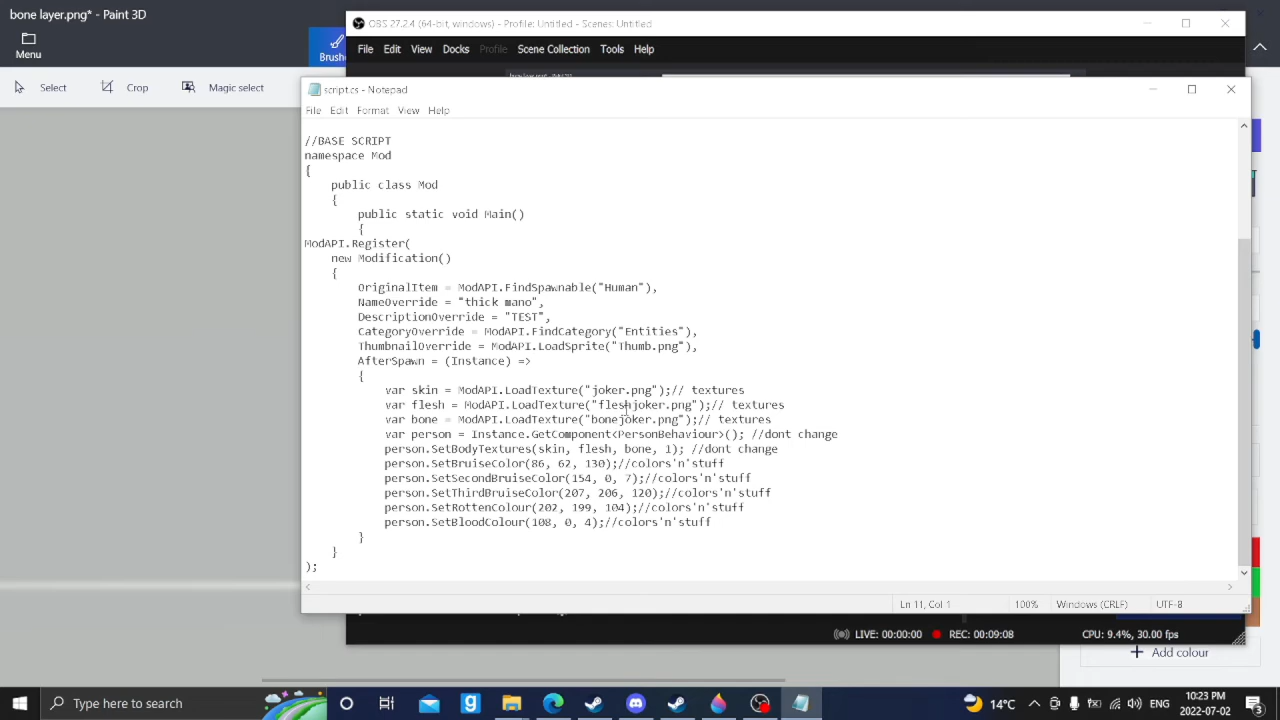 bone layer.png* - Paint 3D
OBS 27.2.4 (64-bit, windows) - Profile: Untitled - Scenes: Untitled
Menu
Brushe
File Edit View Docks Profile Scene Collection Tools Help
Select Crop Magic select
script.cs - Notepad
File Edit Format View Help
//BASE SCRIPT
namespace Mod
{
public class Mod
{
public static void Main()
{
ModAPI.Register(
new Modification()
{
OriginalItem = ModAPI.FindSpawnable("Human"),
NameOverride = "thick mano",
DescriptionOverride = "TEST",
CategoryOverride = ModAPI.FindCategory("Entities"),
ThumbnailOverride = ModAPI.LoadSprite("Thumb.png"),
AfterSpawn = (Instance) =>
{
var skin = ModAPI.LoadTexture("joker.png");// textures
var flesh = ModAPI.LoadTexture("fleshjoker.png");// textures
var bone = ModAPI.LoadTexture("bonejoker.png");// textures
var person = Instance.GetComponent<PersonBehaviour>(); //dont change
person.SetBodyTextures(skin, flesh, bone, 1); //dont change
person.SetBruiseColor(86, 62, 130);//colors'n'stuff
person.SetSecondBruiseColor(154, 0, 7);//colors'n'stuff
person.SetThirdBruiseColor(207, 206, 120);//colors'n'stuff
person.SetRottenColour(202, 199, 104);//colors'n'stuff
person.SetBloodColour(108, 0, 4);//colors'n'stuff
}
}
);
Ln 11, Col 1 100% Windows (CRLF) UTF-8
LIVE: 00:00:00 REC: 00:09:08 CPU: 9.4%, 30.00 fps
Add colour
Type here to search
14°C ENG 10:23 PM
2022-07-02
3